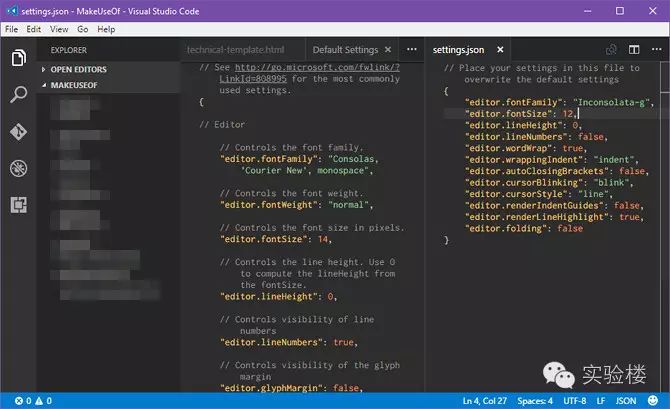 settings.json - MakeUseOf - Visual Studio Code
File Edit View Go Help
EXPLORER
OPEN EDITORS
MAKEUSEOF
technical-template.html Default Settings
// See http://go.microsoft.com/fwlink/?
LinkId=808995 for the most commonly
used settings.
{
// Editor
// Controls the font family.
"editor.fontFamily": "Consolas,
'Courier New', monospace",
// Controls the font weight.
"editor.fontWeight": "normal",
// Controls the font size in pixels.
"editor.fontSize": 14,
// Controls the line height. Use 0
to compute the lineHeight from
the fontSize.
"editor.lineHeight": 0,
// Controls visibility of line
numbers
"editor.lineNumbers": true,
// Controls visibility of the glyph
margin
"editor.glyphMargin": false,
settings.json
// Place your settings in this file to
overwrite the default settings
{
"editor.fontFamily": "Inconsolata-g",
"editor.fontSize": 12,
"editor.lineHeight": 0,
"editor.lineNumbers": false,
"editor.wordWrap": true,
"editor.wrappingIndent": "indent",
"editor.autoClosingBrackets": false,
"editor.cursorBlinking": "blink",
"editor.cursorStyle": "line",
"editor.renderIndentGuides": false,
"editor.renderLineHighlight": true,
"editor.folding": false
}
实验楼
0 0 Ln 4, Col 27 Spaces: 4 UTF-8 LF JSON